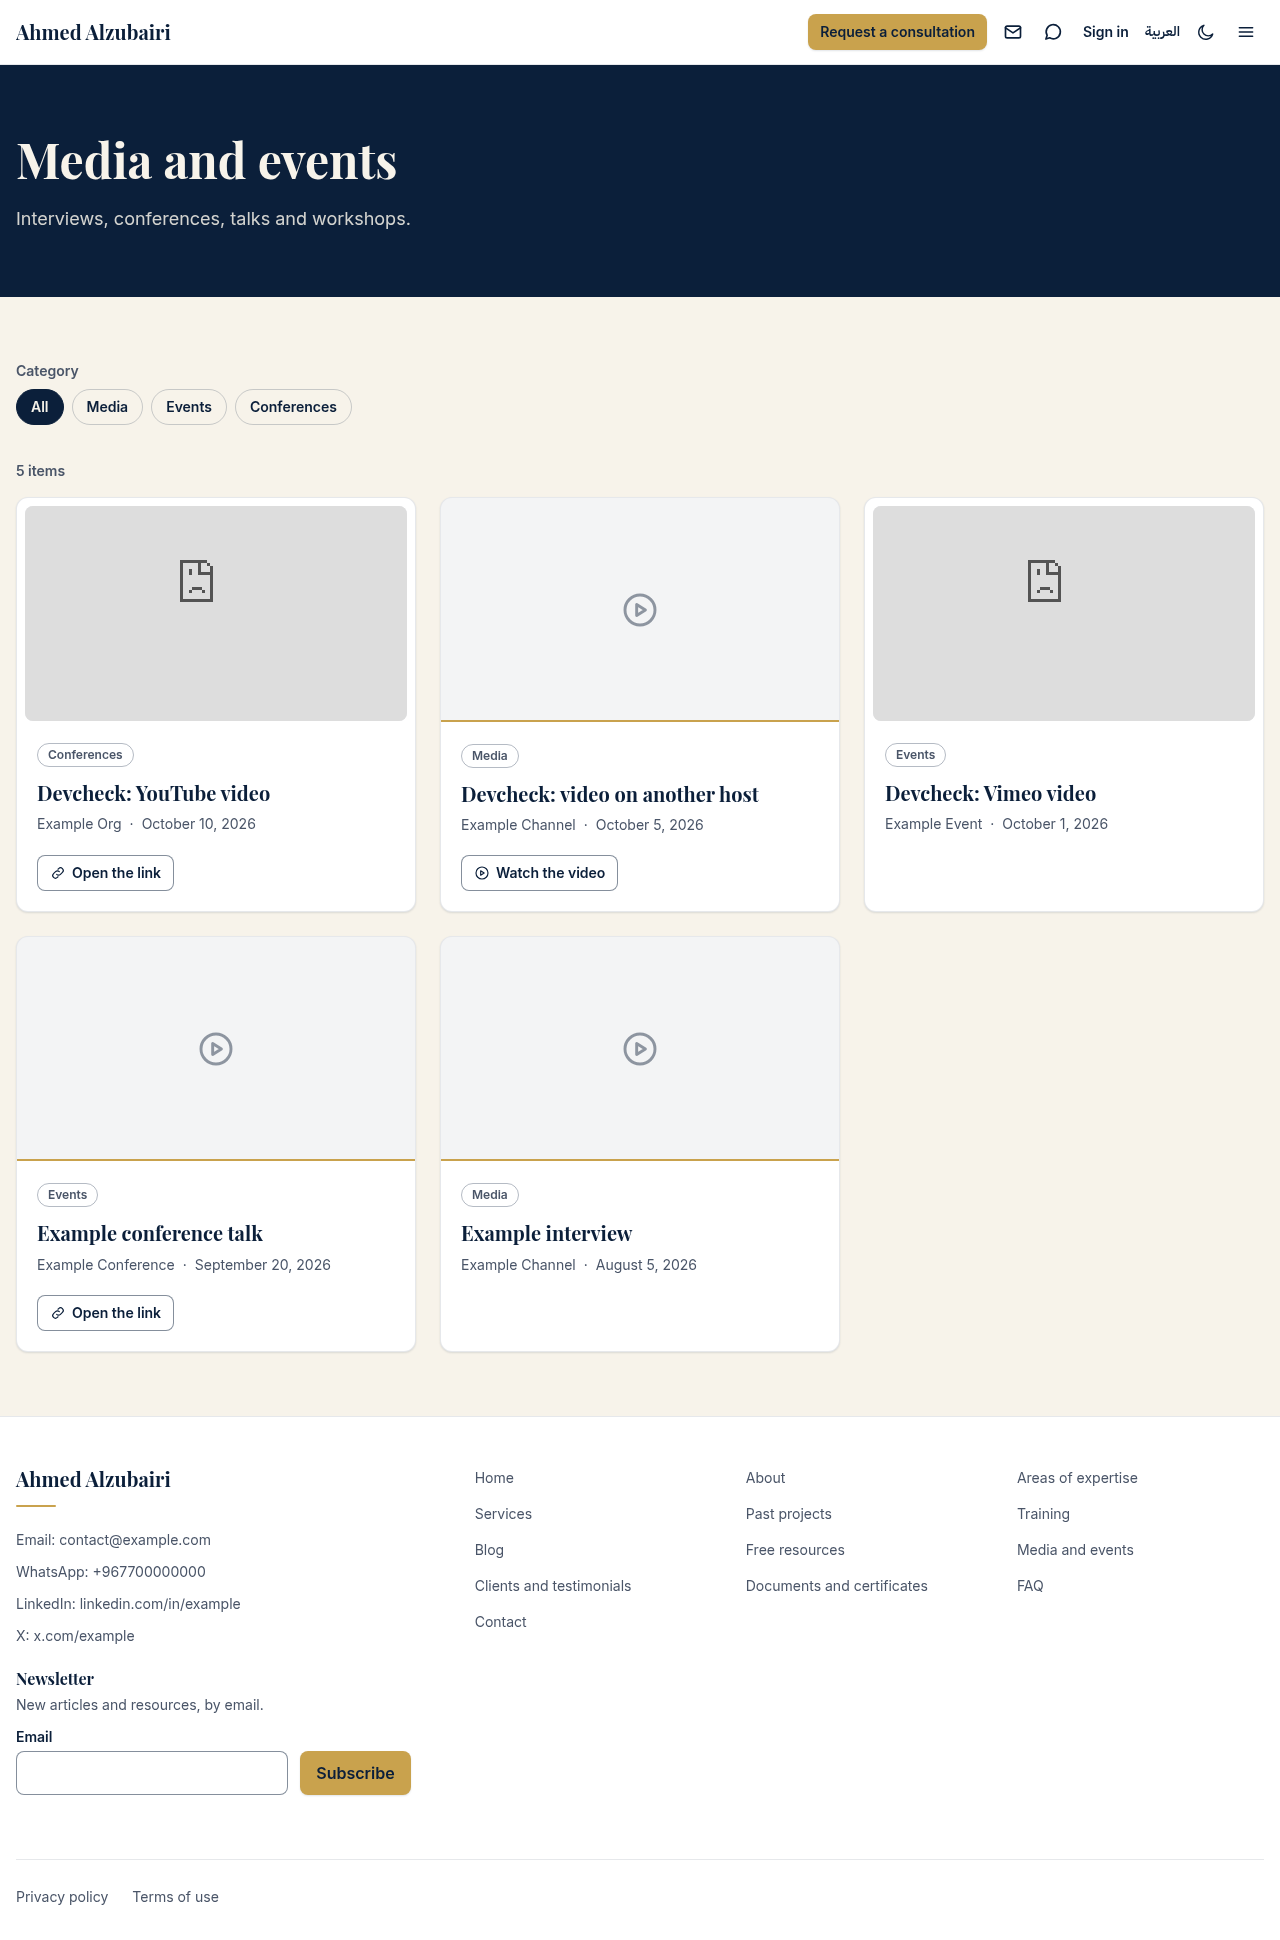 Ahmed Alzubairi
Request a consultation
Sign in
العربية
Media and events
Interviews, conferences, talks and workshops.
Category
All
Media
Events
Conferences
5 items
Conferences
Devcheck: YouTube video
Example Org · October 10, 2026
Open the link
Media
Devcheck: video on another host
Example Channel · October 5, 2026
Watch the video
Events
Devcheck: Vimeo video
Example Event · October 1, 2026
Events
Example conference talk
Example Conference · September 20, 2026
Open the link
Media
Example interview
Example Channel · August 5, 2026
Ahmed Alzubairi
Email: contact@example.com
WhatsApp: +967700000000
LinkedIn: linkedin.com/in/example
X: x.com/example
Newsletter
New articles and resources, by email.
Email
Subscribe
Home
About
Areas of expertise
Services
Past projects
Training
Blog
Free resources
Media and events
Clients and testimonials
Documents and certificates
FAQ
Contact
Privacy policy
Terms of use